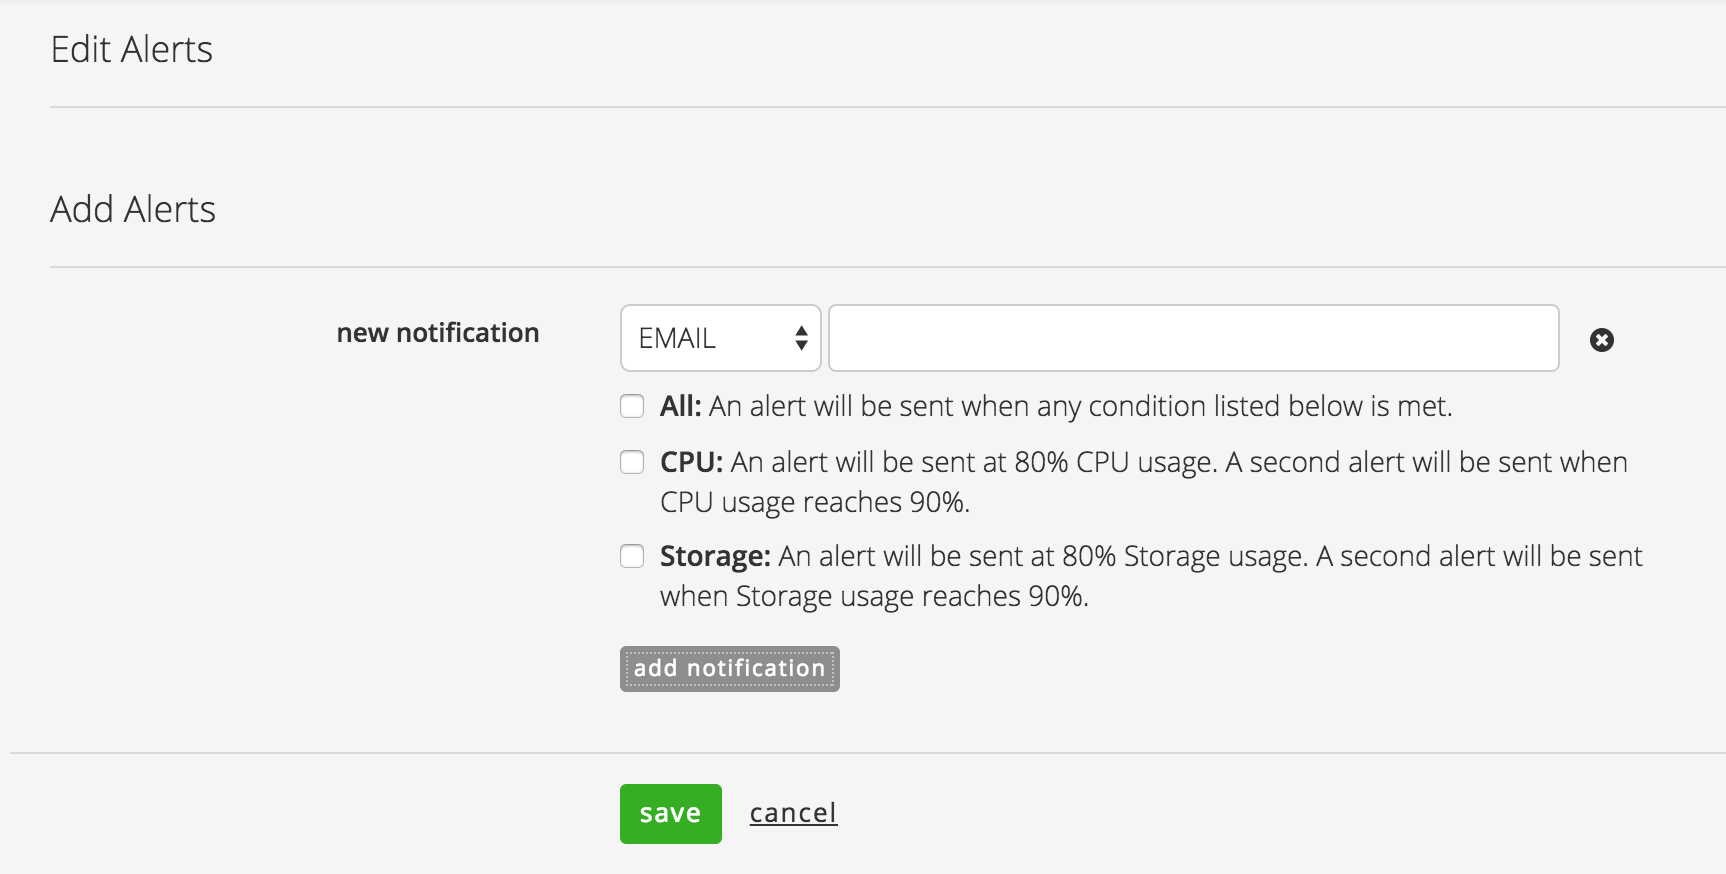 Edit Alerts
Add Alerts
new notification
EMAIL
All: An alert will be sent when any condition listed below is met.
CPU: An alert will be sent at 80% CPU usage. A second alert will be sent when
CPU usage reaches 90%.
Storage: An alert will be sent at 80% Storage usage. A second alert will be sent
when Storage usage reaches 90%.
add notification
save cancel